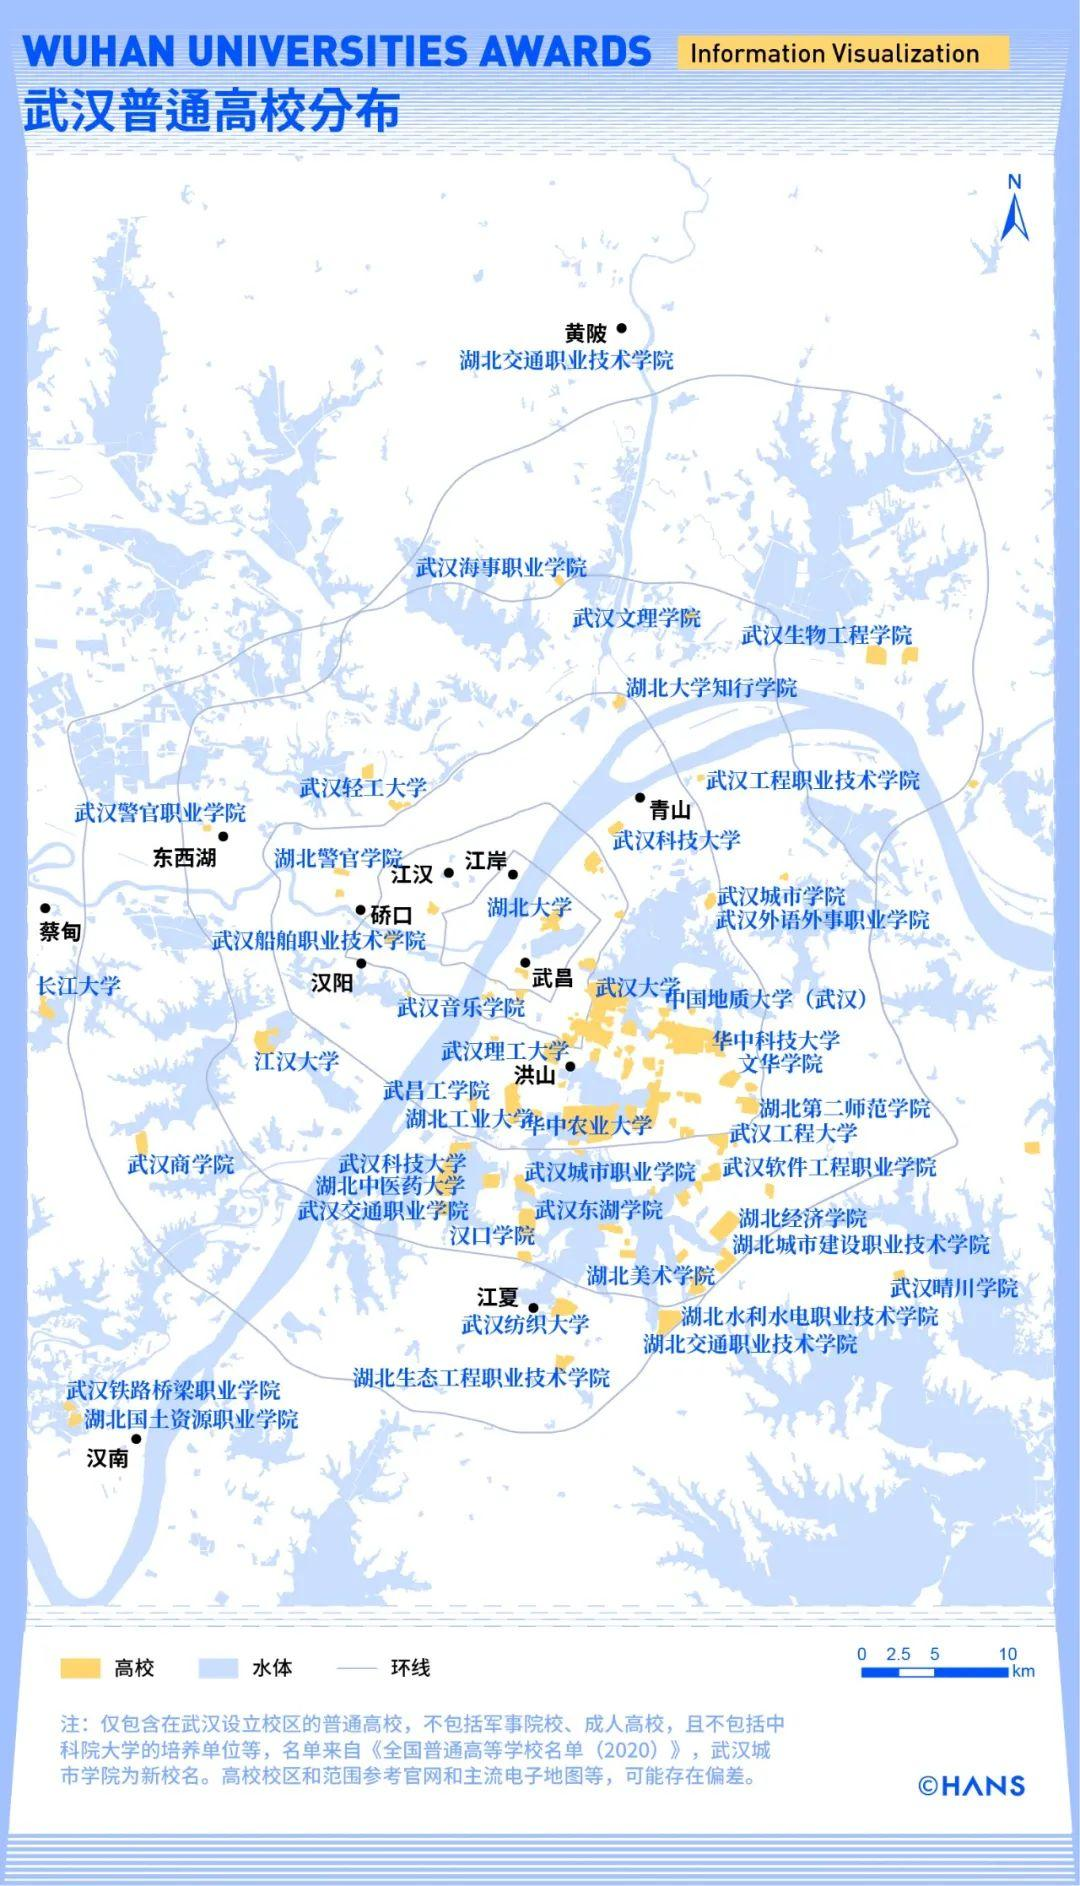 WUHAN UNIVERSITIES AWARDS
Information Visualization
武汉普通高校分布
N
黄陂
湖北交通职业技术学院
武汉海事职业学院
武汉文理学院
武汉生物工程学院
湖北大学知行学院
武汉工程职业技术学院
武汉轻工大学
青山
武汉警官职业学院
武汉科技大学
东西湖
湖北警官学院
江汉
江岸
武汉城市学院
武汉外语外事职业学院
蔡甸
硚口
湖北大学
武汉船舶职业技术学院
汉阳
武昌
长江大学
武汉大学
中国地质大学（武汉）
武汉音乐学院
华中科技大学
文华学院
江汉大学
武汉理工大学
洪山
武昌工学院
湖北第二师范学院
湖北工业大学
华中农业大学
武汉工程大学
武汉商学院
武汉科技大学
武汉城市职业学院
武汉软件工程职业学院
湖北中医药大学
武汉交通职业学院
武汉东湖学院
湖北经济学院
汉口学院
湖北城市建设职业技术学院
湖北美术学院
武汉晴川学院
江夏
武汉纺织大学
湖北水利水电职业技术学院
湖北交通职业技术学院
湖北生态工程职业技术学院
武汉铁路桥梁职业学院
湖北国土资源职业学院
汉南
高校
水体
环线
0 2.5 5 10
km
注：仅包含在武汉设立校区的普通高校，不包括军事院校、成人高校，且不包括中
科院大学的培养单位等，名单来自《全国普通高等学校名单（2020）》，武汉城
市学院为新校名。高校校区和范围参考官网和主流电子地图等，可能存在偏差。
©HANS